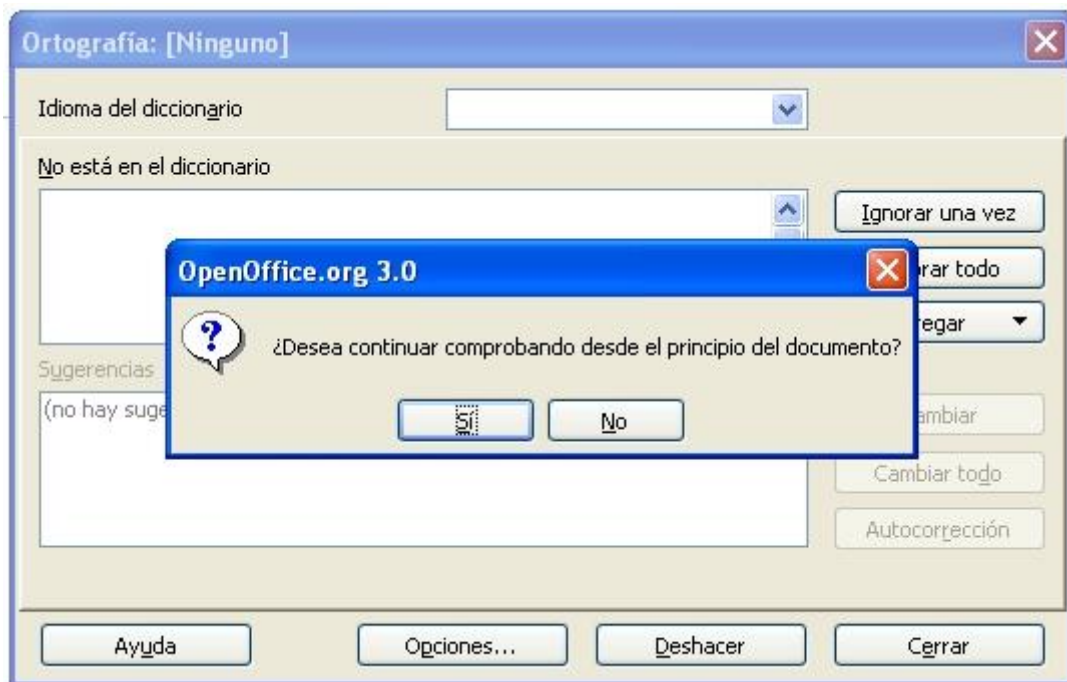 Ortografía: [Ninguno]
Idioma del diccionario
No está en el diccionario
Ignorar una vez
OpenOffice.org 3.0
rar todo
regar
¿Desea continuar comprobando desde el principio del documento?
Sugerencias
(no hay suge
Sí
No
ambiar
Cambiar todo
Autocorrección
Ayuda
Opciones...
Deshacer
Cerrar